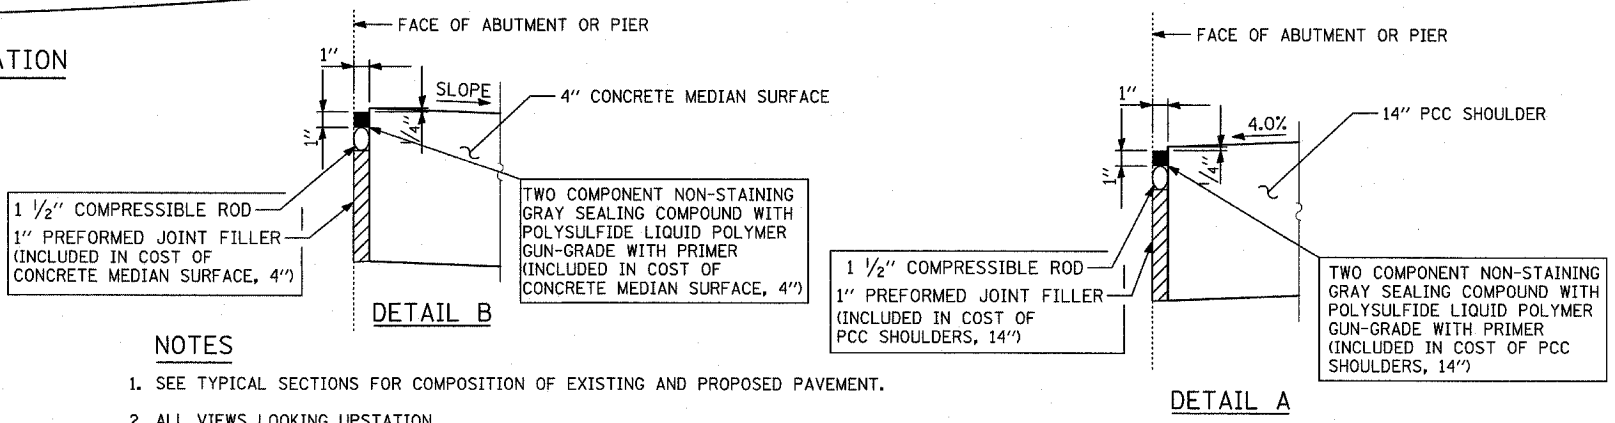 ATION
FACE OF ABUTMENT OR PIER
1"
SLOPE
4" CONCRETE MEDIAN SURFACE
1"
1/4"
1 1/2" COMPRESSIBLE ROD
1" PREFORMED JOINT FILLER
(INCLUDED IN COST OF
CONCRETE MEDIAN SURFACE, 4")
TWO COMPONENT NON-STAINING
GRAY SEALING COMPOUND WITH
POLYSULFIDE LIQUID POLYMER
GUN-GRADE WITH PRIMER
(INCLUDED IN COST OF
CONCRETE MEDIAN SURFACE, 4")
DETAIL B
FACE OF ABUTMENT OR PIER
1"
4.0%
14" PCC SHOULDER
1"
1/4"
1 1/2" COMPRESSIBLE ROD
1" PREFORMED JOINT FILLER
(INCLUDED IN COST OF
PCC SHOULDERS, 14")
TWO COMPONENT NON-STAINING
GRAY SEALING COMPOUND WITH
POLYSULFIDE LIQUID POLYMER
GUN-GRADE WITH PRIMER
(INCLUDED IN COST OF PCC
SHOULDERS, 14")
DETAIL A
NOTES
1. SEE TYPICAL SECTIONS FOR COMPOSITION OF EXISTING AND PROPOSED PAVEMENT.
2. ALL VIEWS LOOKING UPSTATION